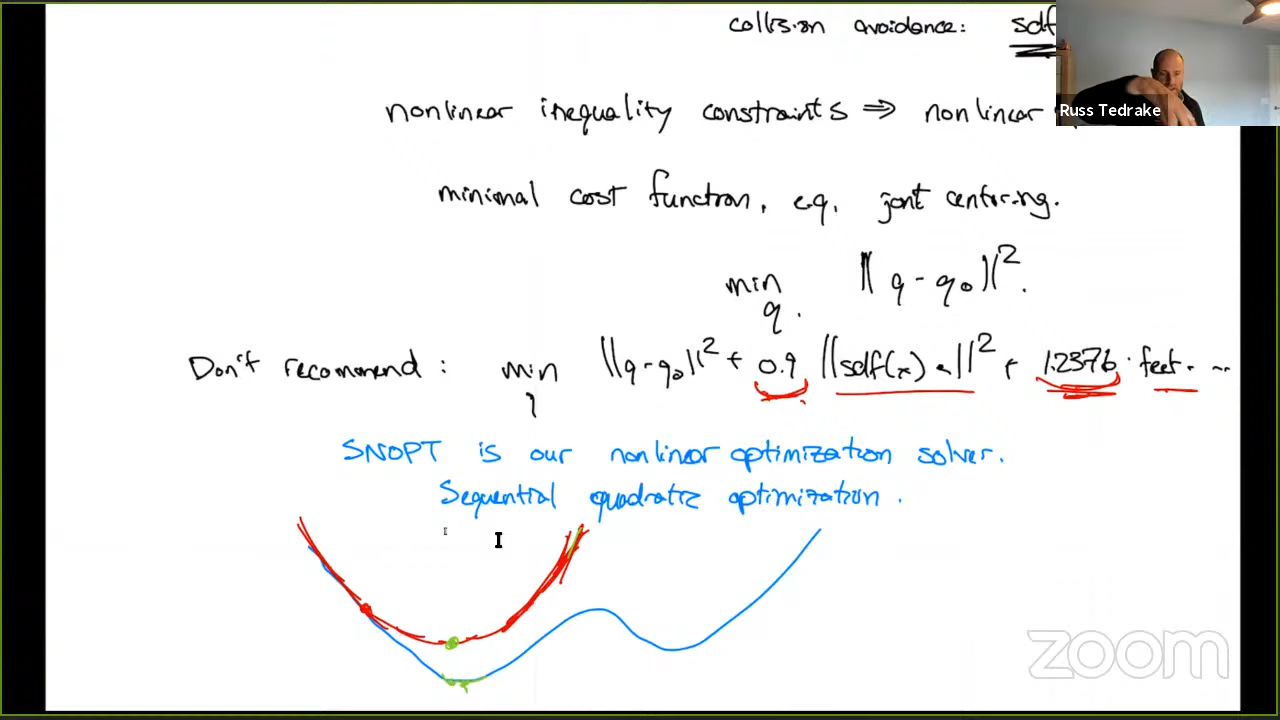 collision avoidance: sdf
Russ Tedrake
nonlinear inequality constraints ⇒ nonlinear
minimal cost function, e.g. joint centering.
min q. ||q - q₀||².
Don't recommend: min q ||q-q₀||² + 0.9 ||sdf(x) ||² + 1.2376 · feet. ...
SNOPT is our nonlinear optimization solver.
Sequential quadratic optimization.
zoom